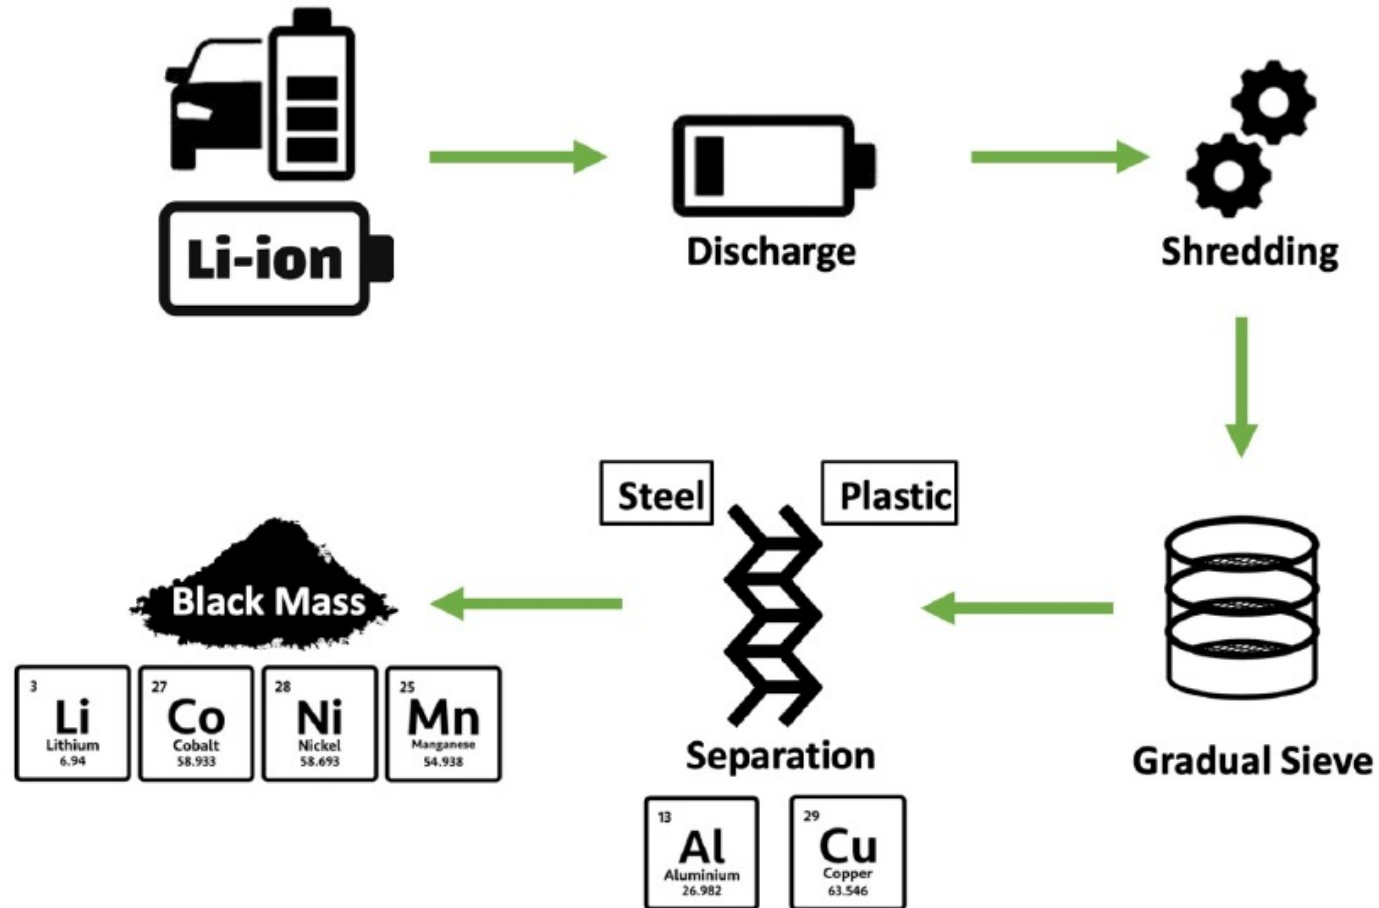 Li-ion
Discharge
Shredding
Steel
Plastic
Black Mass
3
Li
Lithium
6.94
27
Co
Cobalt
58.933
28
Ni
Nickel
58.693
25
Mn
Manganese
54.938
Separation
Gradual Sieve
13
Al
Aluminium
26.982
29
Cu
Copper
63.546